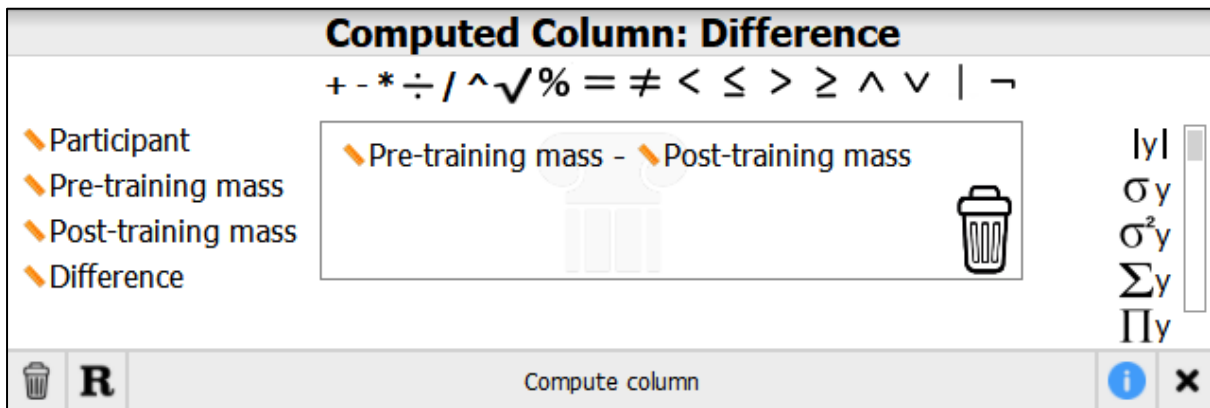 Computed Column: Difference
+ - * ÷ / ^ √ % = ≠ < ≤ > ≥ ∧ ∨ | ¬
Participant
Pre-training mass
Post-training mass
Difference
Pre-training mass - Post-training mass
|y|
σ y
σ²y
∑y
∏y
R
Compute column
i